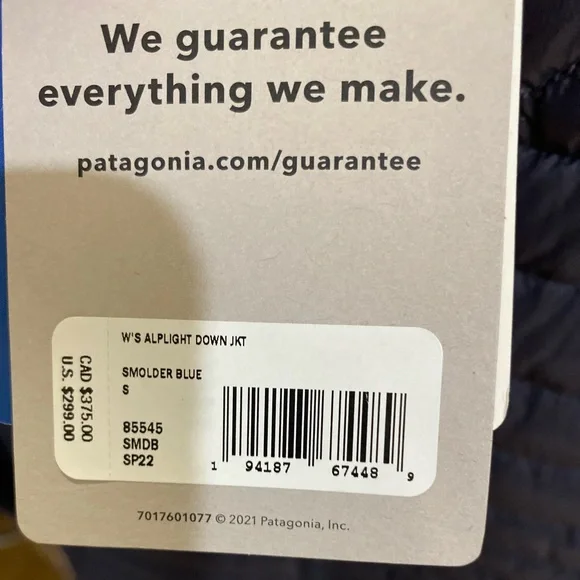 We guarantee
everything we make.
patagonia.com/guarantee
W'S ALPLIGHT DOWN JKT
SMOLDER BLUE
S
85545
SMDB
SP22
CAD $375.00
U.S. $299.00
1 94187 67448 9
7017601077 © 2021 Patagonia, Inc.